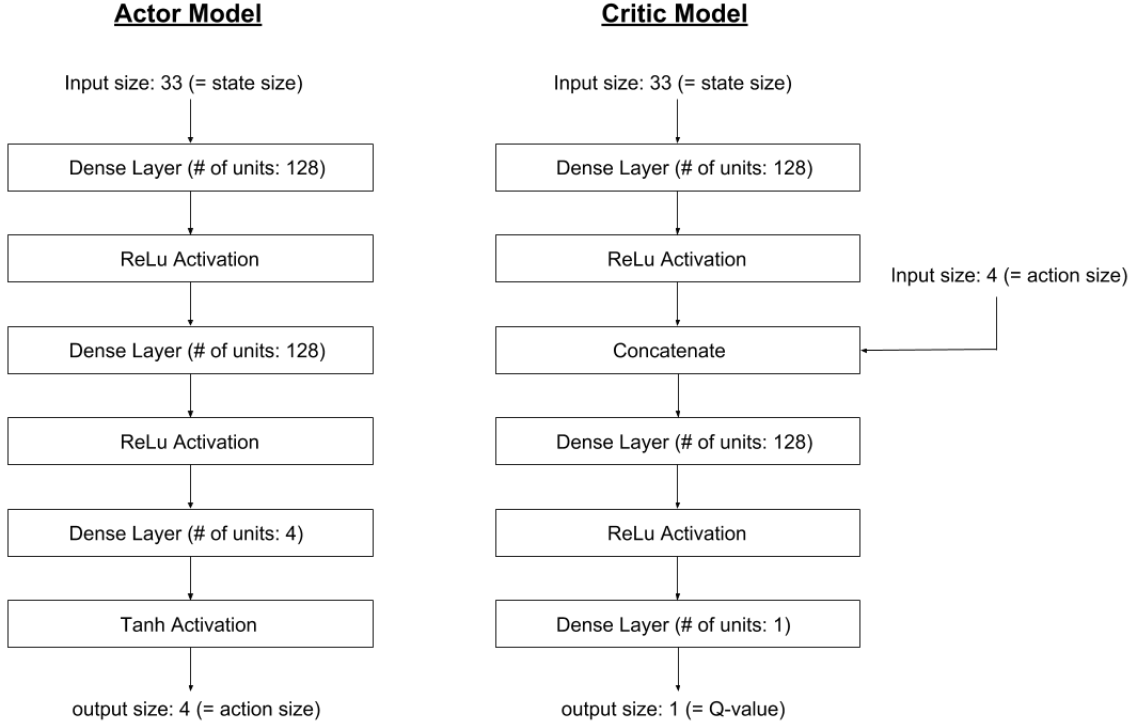 Actor Model
Input size: 33 (= state size)
Dense Layer (# of units: 128)
ReLu Activation
Dense Layer (# of units: 128)
ReLu Activation
Dense Layer (# of units: 4)
Tanh Activation
output size: 4 (= action size)
Critic Model
Input size: 33 (= state size)
Dense Layer (# of units: 128)
ReLu Activation
Input size: 4 (= action size)
Concatenate
Dense Layer (# of units: 128)
ReLu Activation
Dense Layer (# of units: 1)
output size: 1 (= Q-value)